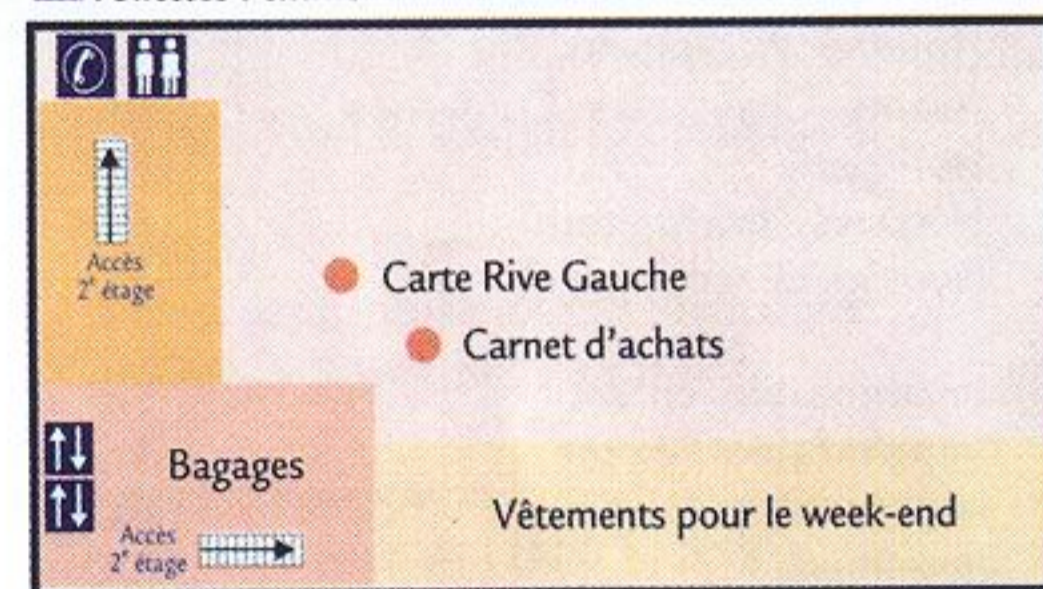 Accès
2e étage
Carte Rive Gauche
Carnet d'achats
Bagages
Accès
2e étage
Vêtements pour le week-end